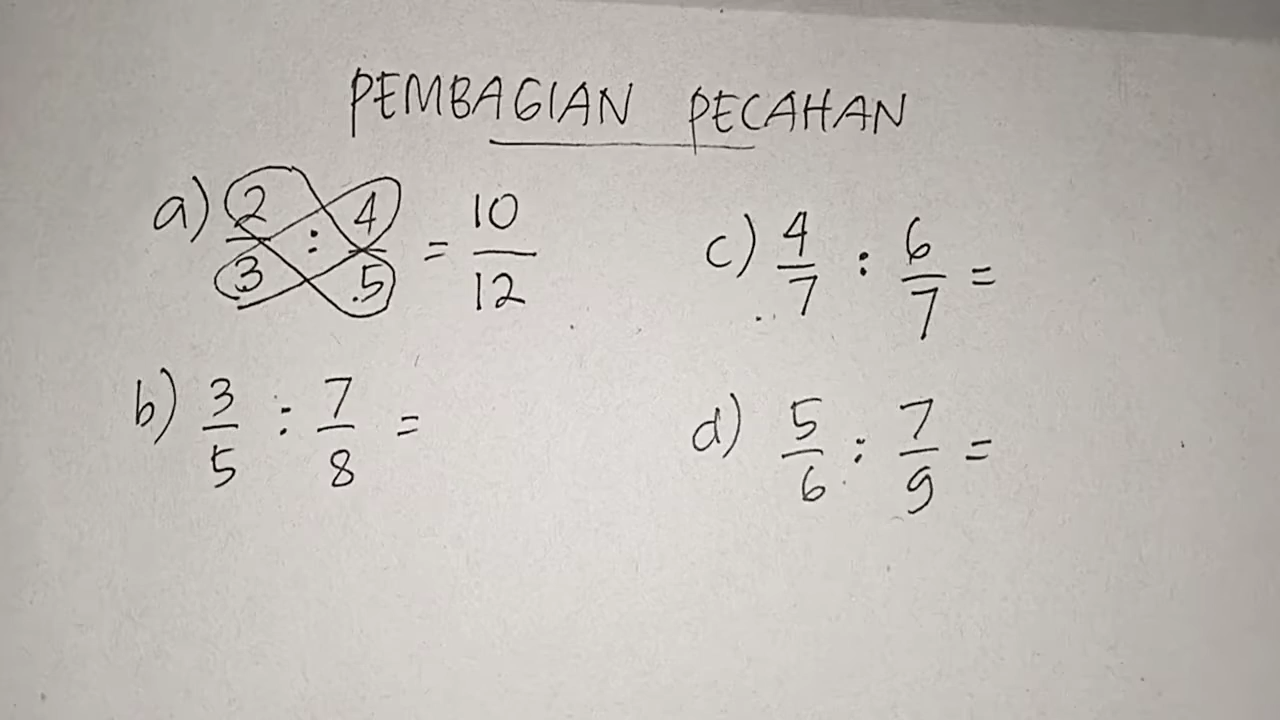 PEMBAGIAN PECAHAN
a) 2/3 : 4/5 = 10/12
b) 3/5 : 7/8 =
c) 4/7 : 6/7 =
d) 5/6 : 7/9 =